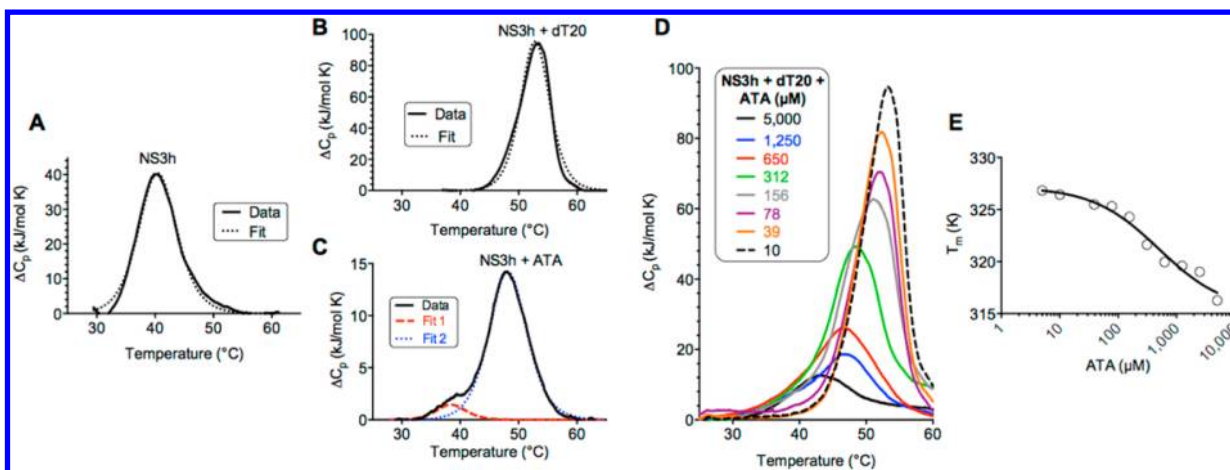 A
NS3h
ΔCp (kJ/mol K)
40
30
20
10
0
Data
Fit
30 40 50 60
Temperature (°C)
B
NS3h + dT20
ΔCp (kJ/mol K)
100
80
60
40
20
0
Data
Fit
30 40 50 60
Temperature (°C)
C
NS3h + ATA
ΔCp (kJ/mol K)
15
10
5
0
Data
Fit 1
Fit 2
30 40 50 60
Temperature (°C)
D
ΔCp (kJ/mol K)
100
80
60
40
20
0
NS3h + dT20 +
ATA (µM)
5,000
1,250
650
312
156
78
39
10
30 40 50 60
Temperature (°C)
E
Tm (K)
330
325
320
315
1 10 100 1,000 10,000
ATA (µM)